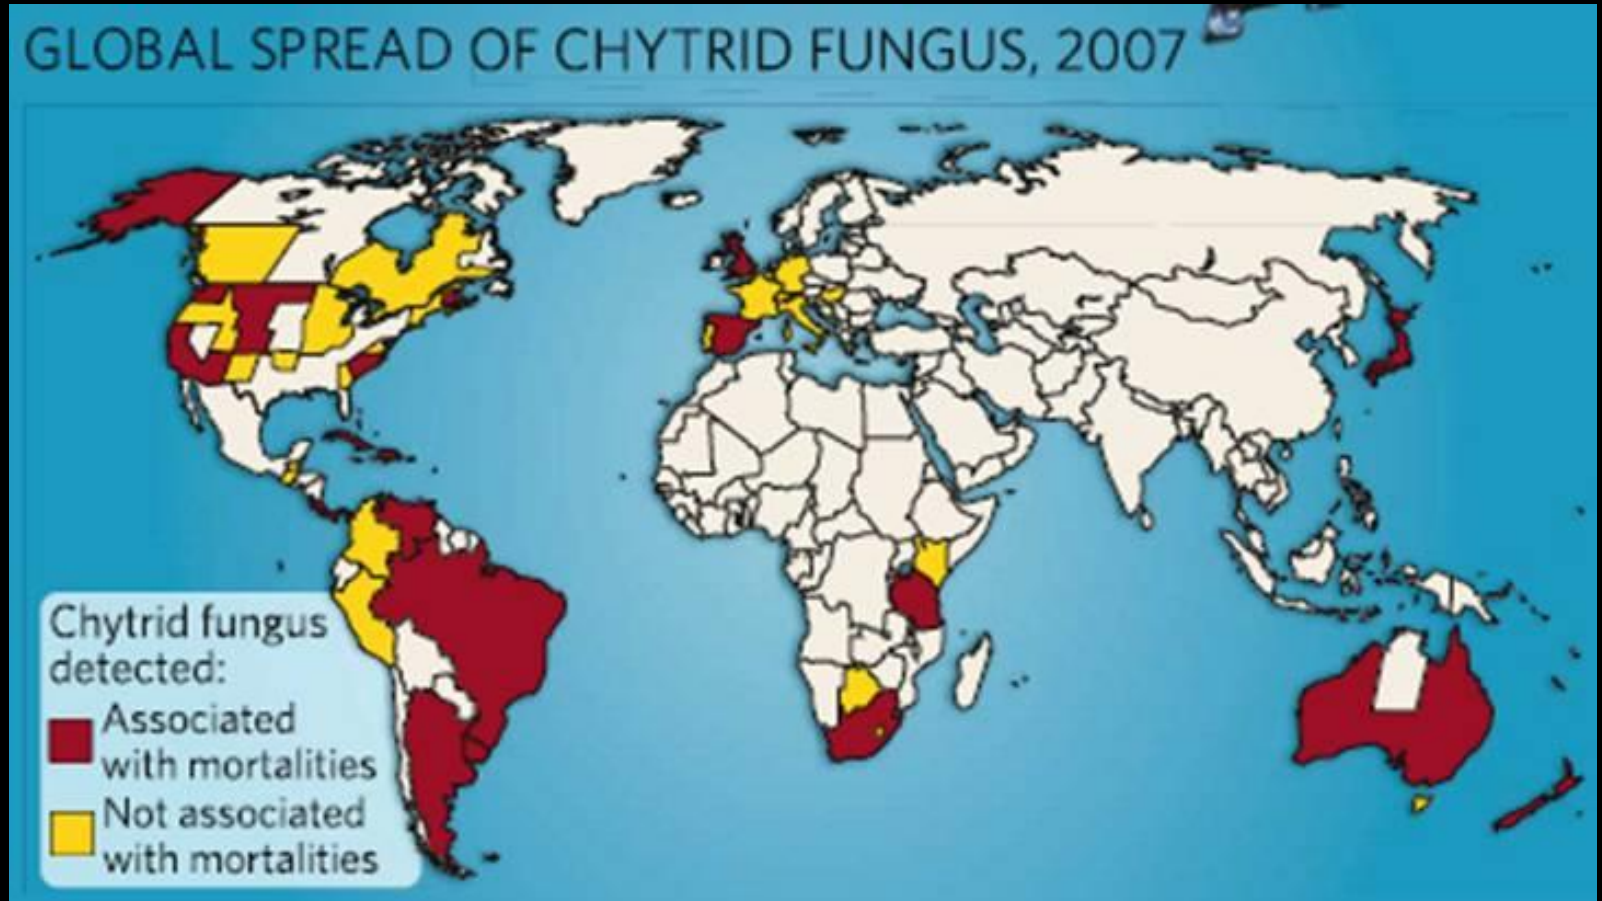 GLOBAL SPREAD OF CHYTRID FUNGUS, 2007
Chytrid fungus
detected:
Associated
with mortalities
Not associated
with mortalities